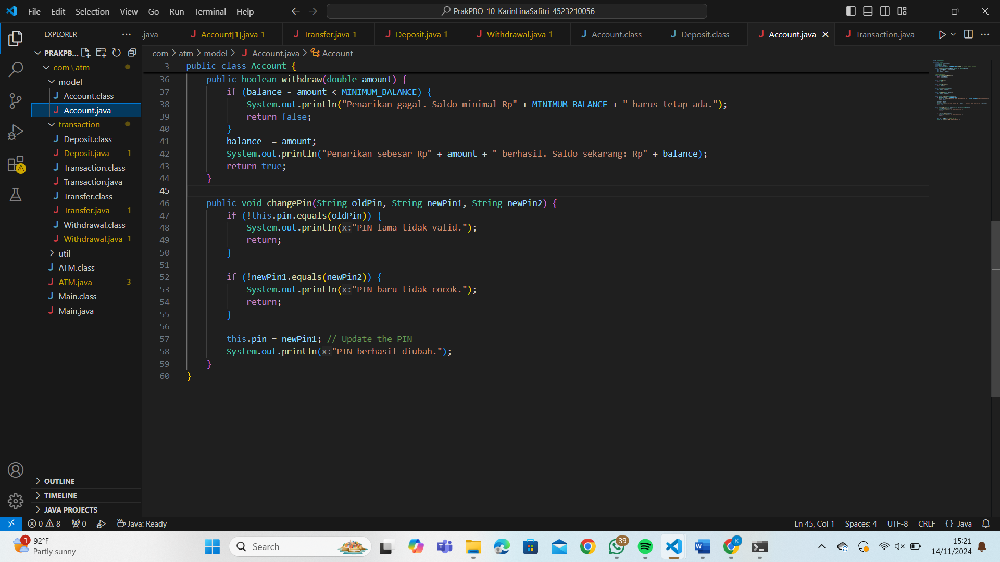 File Edit Selection View Go Run Terminal Help
PrakPBO_10_KarinLinaSafitri_4523210056
EXPLORER
.java
J Account[1].java 1
J Transfer.java 1
J Deposit.java 1
J Withdrawal.java 1
J Account.class
J Deposit.class
J Account.java
J Transaction.java
PRAKPB...
com\atm
model
J Account.class
J Account.java
transaction
J Deposit.class
J Deposit.java 1
J Transaction.class
J Transaction.java
J Transfer.class
J Transfer.java 1
J Withdrawal.class
J Withdrawal.java 1
util
J ATM.class
J ATM.java 3
J Main.class
J Main.java
OUTLINE
TIMELINE
JAVA PROJECTS
com > atm > model > J Account.java > Account
3 public class Account {
36 public boolean withdraw(double amount) {
37 if (balance - amount < MINIMUM_BALANCE) {
38 System.out.println("Penarikan gagal. Saldo minimal Rp" + MINIMUM_BALANCE + " harus tetap ada.");
39 return false;
40 }
41 balance -= amount;
42 System.out.println("Penarikan sebesar Rp" + amount + " berhasil. Saldo sekarang: Rp" + balance);
43 return true;
44 }
45
46 public void changePin(String oldPin, String newPin1, String newPin2) {
47 if (!this.pin.equals(oldPin)) {
48 System.out.println(x:"PIN lama tidak valid.");
49 return;
50 }
51
52 if (!newPin1.equals(newPin2)) {
53 System.out.println(x:"PIN baru tidak cocok.");
54 return;
55 }
56
57 this.pin = newPin1; // Update the PIN
58 System.out.println(x:"PIN berhasil diubah.");
59 }
60 }
0 8 0 Java: Ready
Ln 45, Col 1 Spaces: 4 UTF-8 CRLF {} Java
1
92°F
Partly sunny
Search
39
K
15:21
14/11/2024